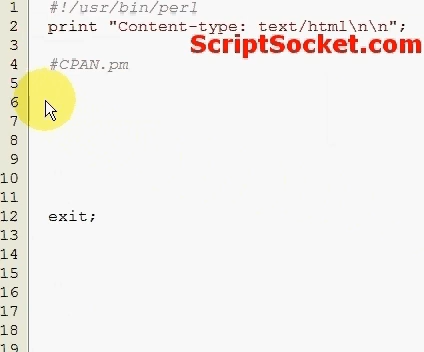 1 #!/usr/bin/perl
2 print "Content-type: text/html\n\n";
3 ScriptSocket.com
4 #CPAN.pm
5
6
7
8
9
10
11
12 exit;
13
14
15
16
17
18
19